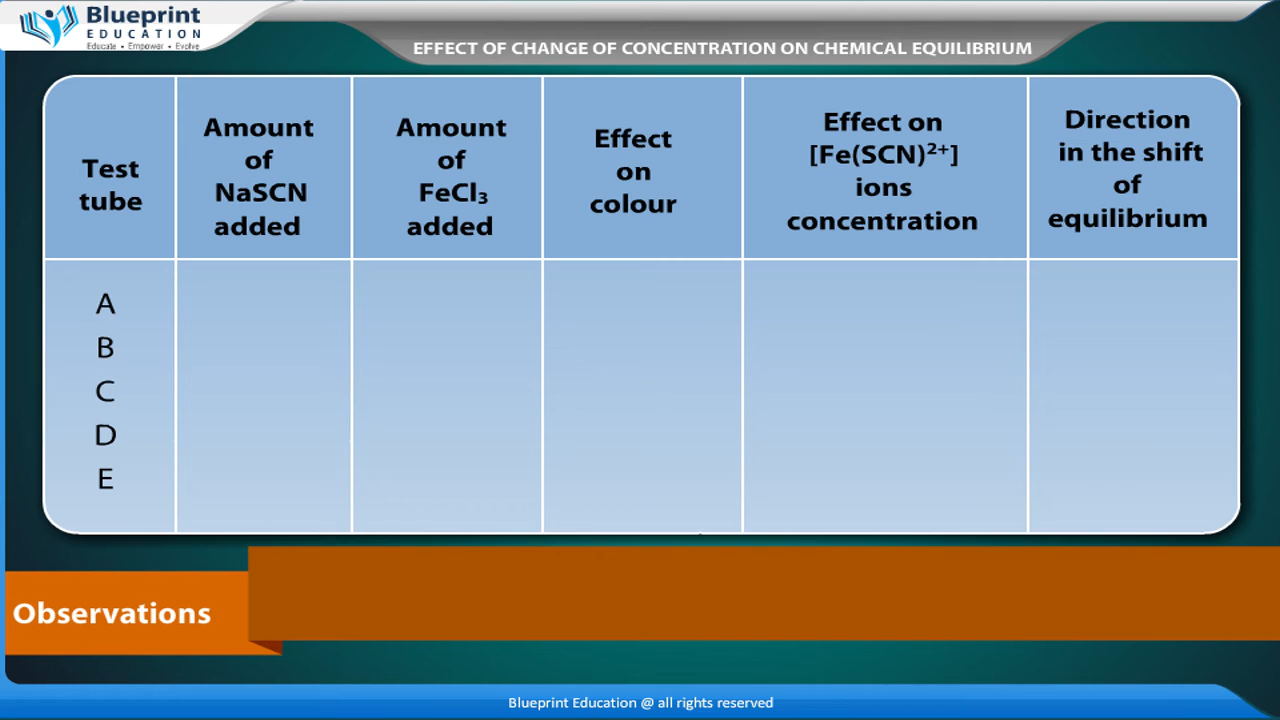 Blueprint
EDUCATION
Educate • Empower • Evolve
EFFECT OF CHANGE OF CONCENTRATION ON CHEMICAL EQUILIBRIUM
Test
tube
Amount
of
NaSCN
added
Amount
of
FeCl₃
added
Effect
on
colour
Effect on
[Fe(SCN)²⁺]
ions
concentration
Direction
in the shift
of
equilibrium
A
B
C
D
E
Observations
Blueprint Education @ all rights reserved